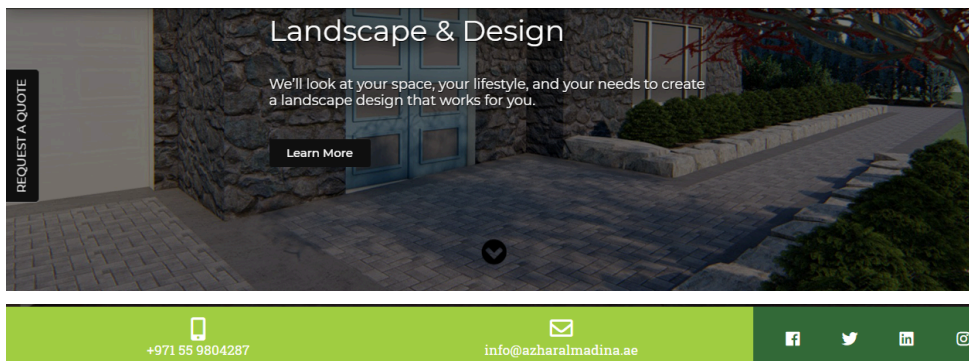 Landscape & Design
We'll look at your space, your lifestyle, and your needs to create
a landscape design that works for you.
REQUEST A QUOTE
Learn More
+971 55 9804287
info@azharalmadina.ae